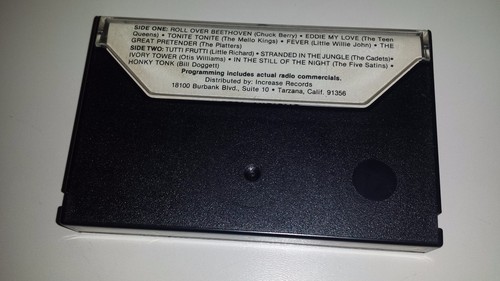 SIDE ONE: ROLL OVER BEETHOVEN (Chuck Berry) • EDDIE MY LOVE (The Teen
Queens) • TONITE TONITE (The Mello Kings) • FEVER (Little Willie John) • THE
GREAT PRETENDER (The Platters)
SIDE TWO: TUTTI FRUTTI (Little Richard) • STRANDED IN THE JUNGLE (The Cadets) •
IVORY TOWER (Otis Williams) • IN THE STILL OF THE NIGHT (The Five Satins) •
HONKY TONK (Bill Doggett)
Programming includes actual radio commercials.
Distributed by: Increase Records
18100 Burbank Blvd., Suite 10 • Tarzana, Calif. 91356